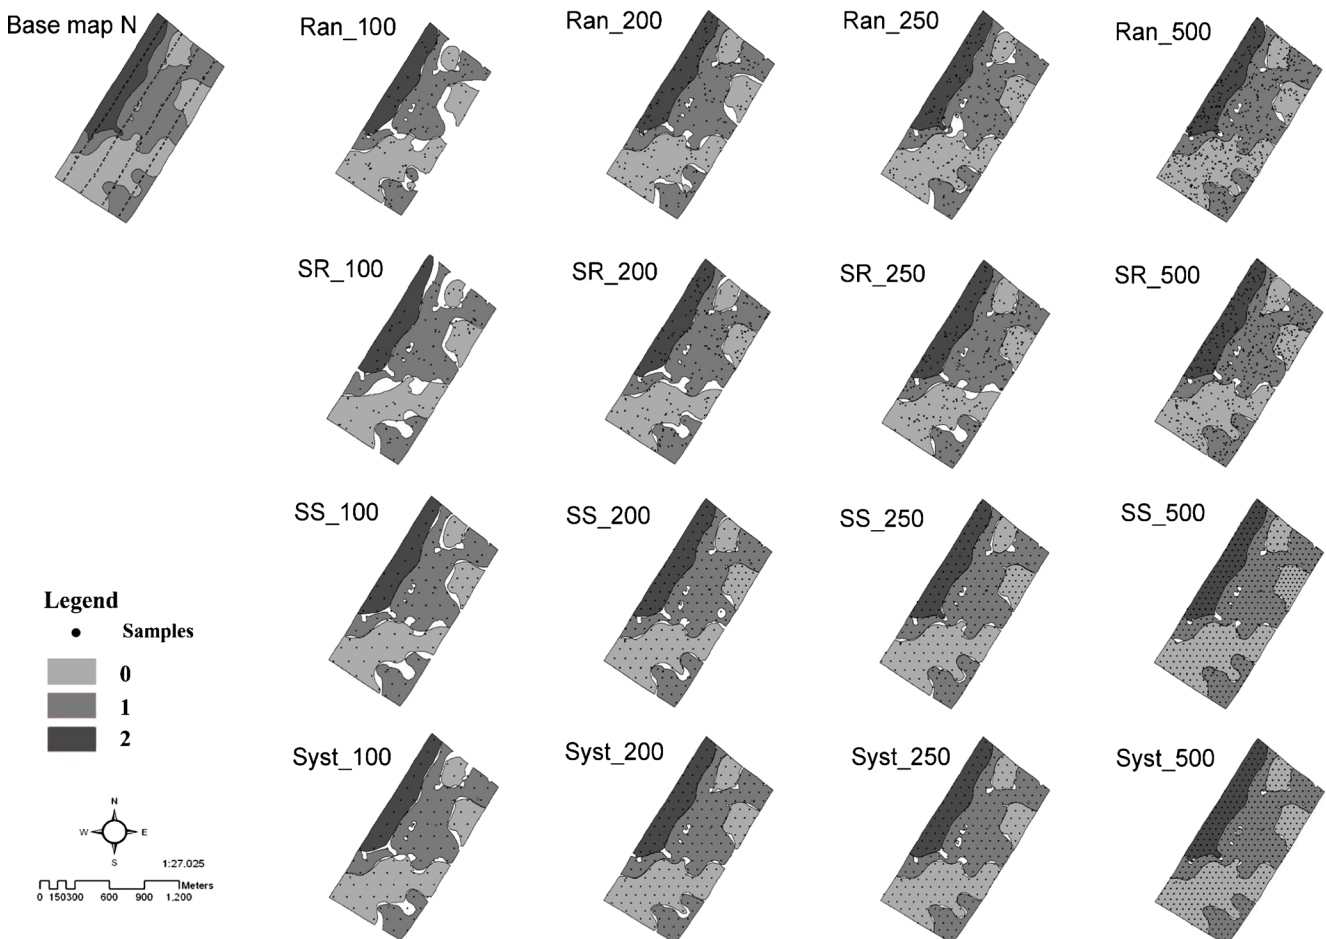 Base map N
Ran_100
Ran_200
Ran_250
Ran_500
SR_100
SR_200
SR_250
SR_500
SS_100
SS_200
SS_250
SS_500
Syst_100
Syst_200
Syst_250
Syst_500
Legend
Samples
0
1
2
N
W E
S
1:27.025
Meters
0 150300 600 900 1.200